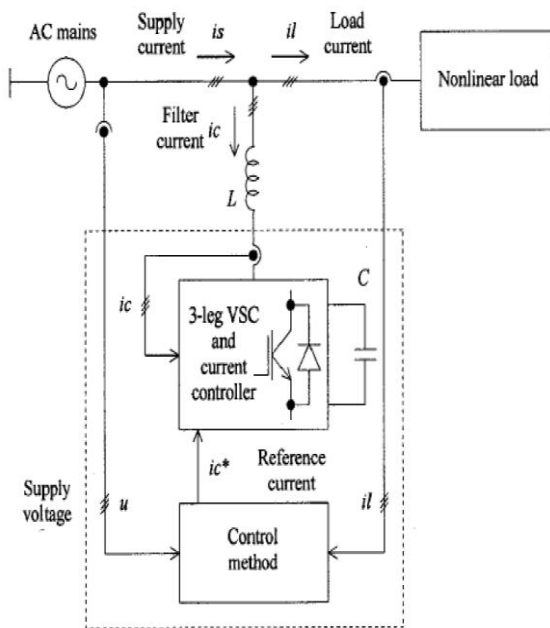 AC mains
Supply
current
is
il
Load
current
Nonlinear load
Filter
current
ic
L
ic
3-leg VSC
and
current
controller
C
ic*
Reference
current
Supply
voltage
u
Control
method
il